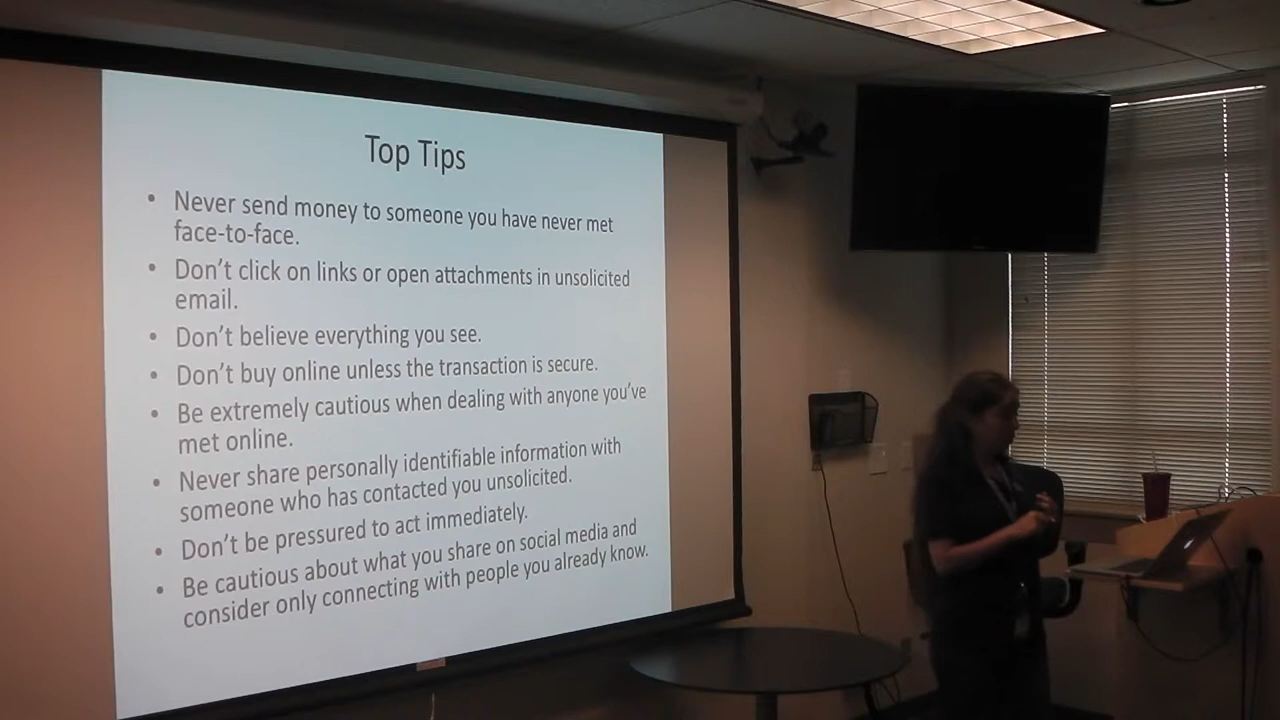 Top Tips
• Never send money to someone you have never met
face-to-face.
• Don't click on links or open attachments in unsolicited
email.
• Don't believe everything you see.
• Don't buy online unless the transaction is secure.
• Be extremely cautious when dealing with anyone you've
met online.
• Never share personally identifiable information with
someone who has contacted you unsolicited.
• Don't be pressured to act immediately.
• Be cautious about what you share on social media and
consider only connecting with people you already know.